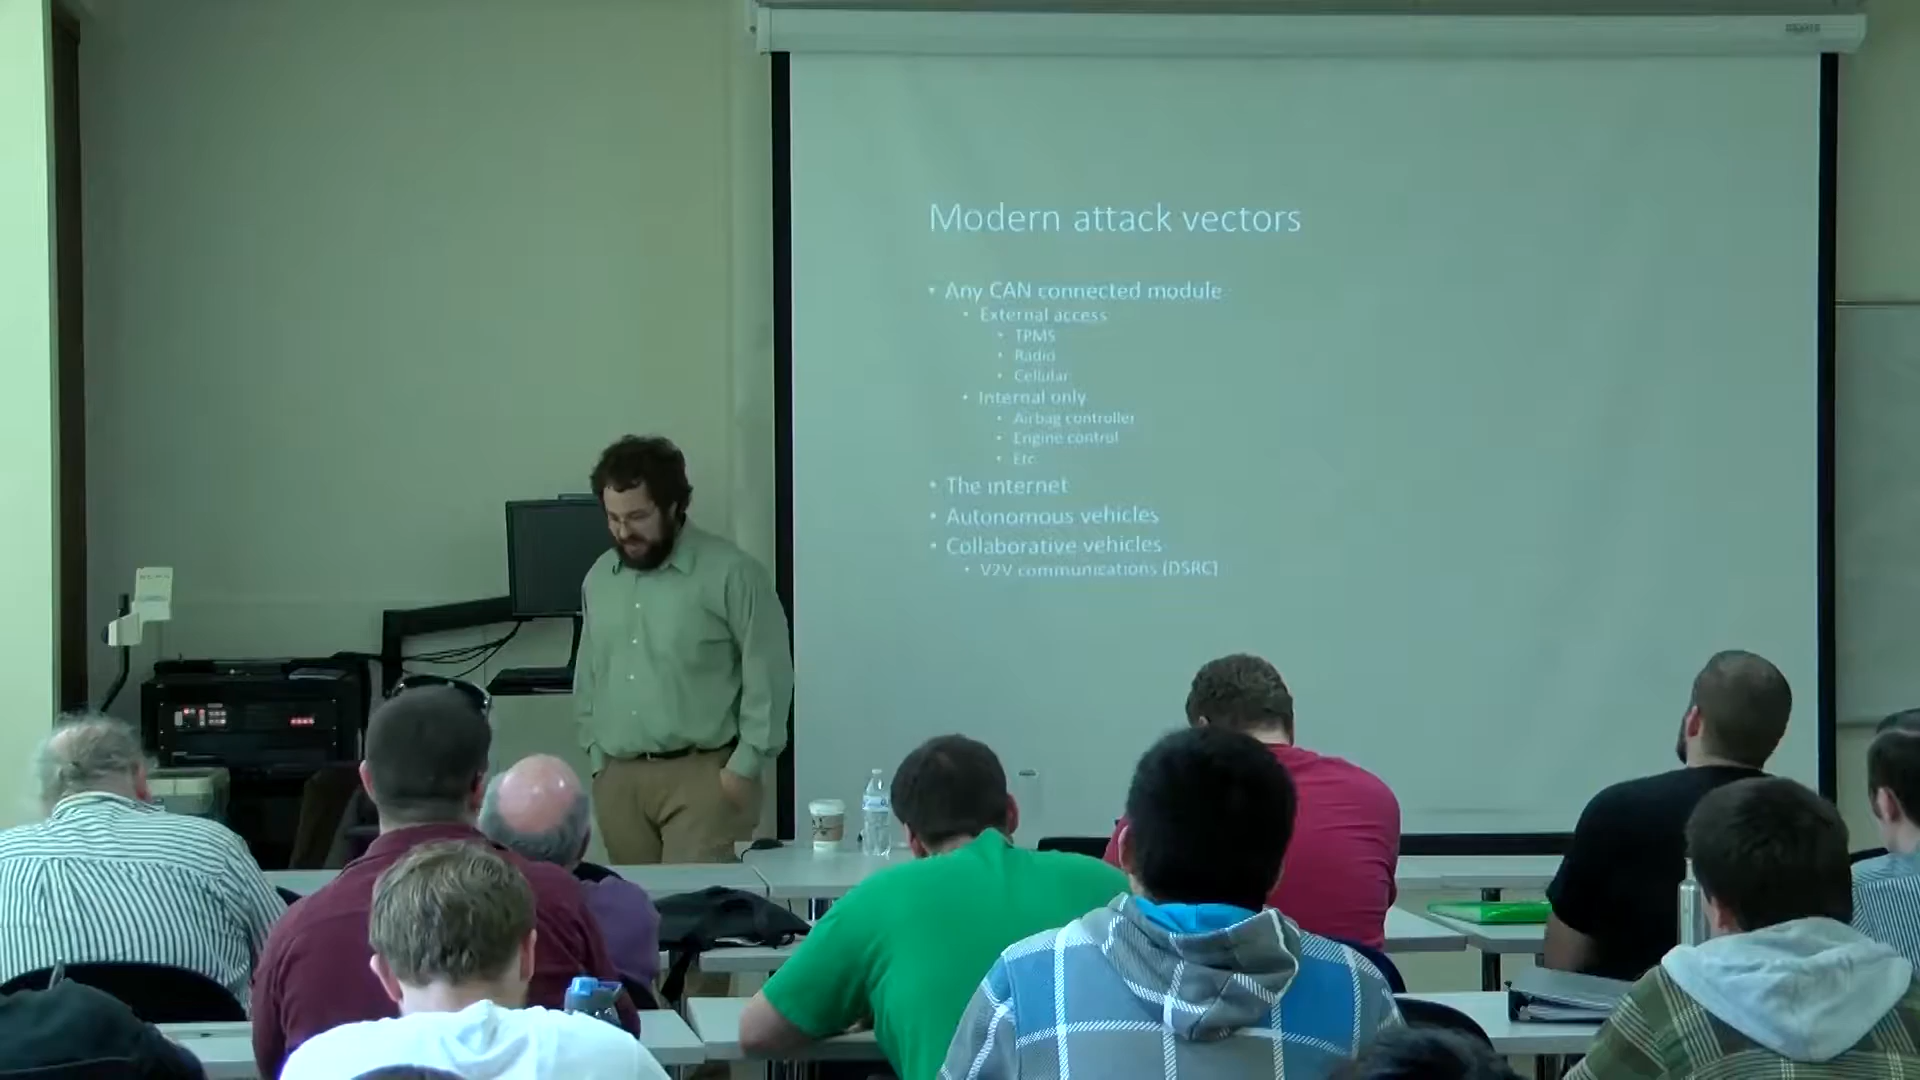 Modern attack vectors
• Any CAN connected module
• External access
• TPMS
• Radio
• Cellular
• Internal only
• Airbag controller
• Engine control
• Etc
• The internet
• Autonomous vehicles
• Collaborative vehicles
• V2V communications (DSRC)